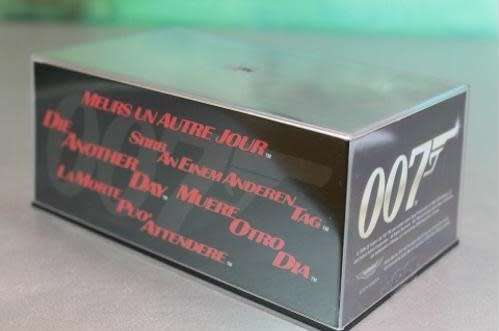 MEURS UN AUTRE JOUR™
STIRB AN EINEM ANDEREN TAG™
DIE ANOTHER DAY™
MUERE OTRO DIA™
LA MORTE PUO' ATTENDERE™
007
007